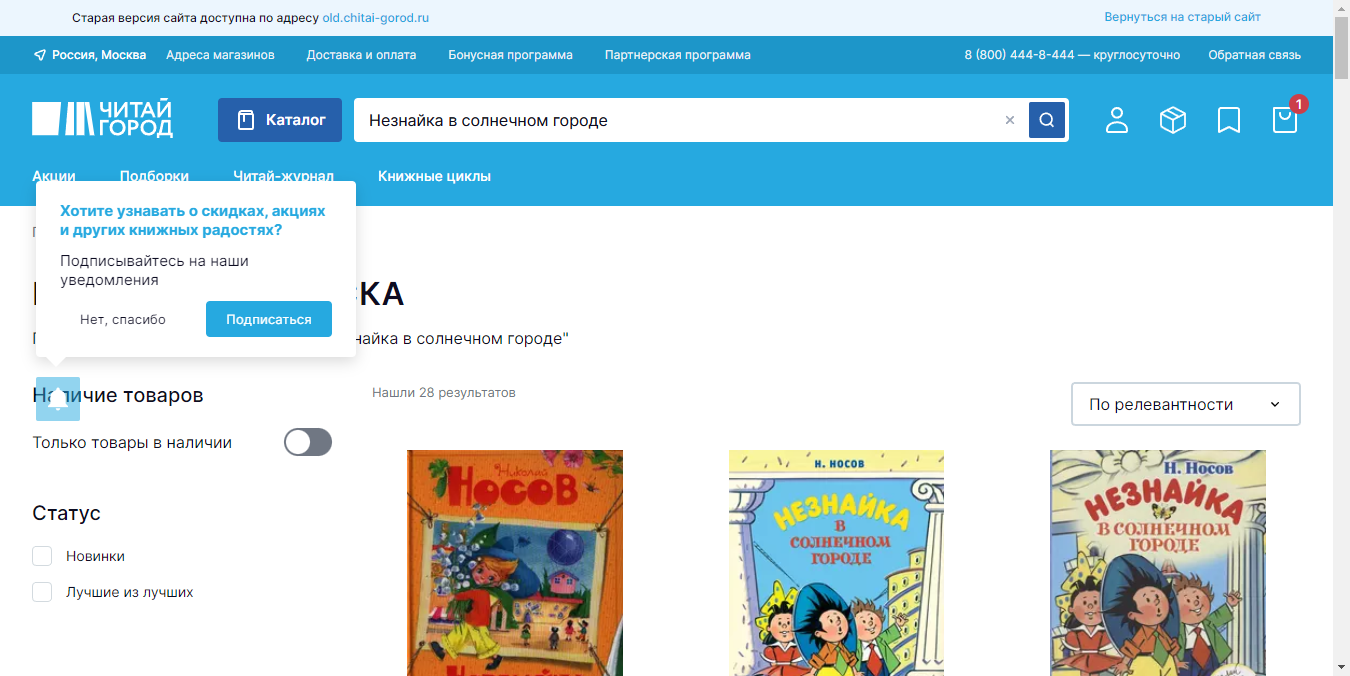 Старая версия сайта доступна по адресу old.chitai-gorod.ru
Вернуться на старый сайт
Россия, Москва
Адреса магазинов
Доставка и оплата
Бонусная программа
Партнерская программа
8 (800) 444-8-444 — круглосуточно
Обратная связь
ЧИТАЙ
ГОРОД
Каталог
Незнайка в солнечном городе
1
Акции
Подборки
Читай-журнал
Книжные циклы
Хотите узнавать о скидках, акциях
и других книжных радостях?
Подписывайтесь на наши
уведомления
Нет, спасибо
Подписаться
КА
найка в солнечном городе"
Наличие товаров
Только товары в наличии
Статус
Новинки
Лучшие из лучших
Нашли 28 результатов
По релевантности
Николай
Носов
Н. НОСОВ
НЕЗНАЙКА
В
СОЛНЕЧНОМ
ГОРОДЕ
Н. Носов
НЕЗНАЙКА
В СОЛНЕЧНОМ
ГОРОДЕ